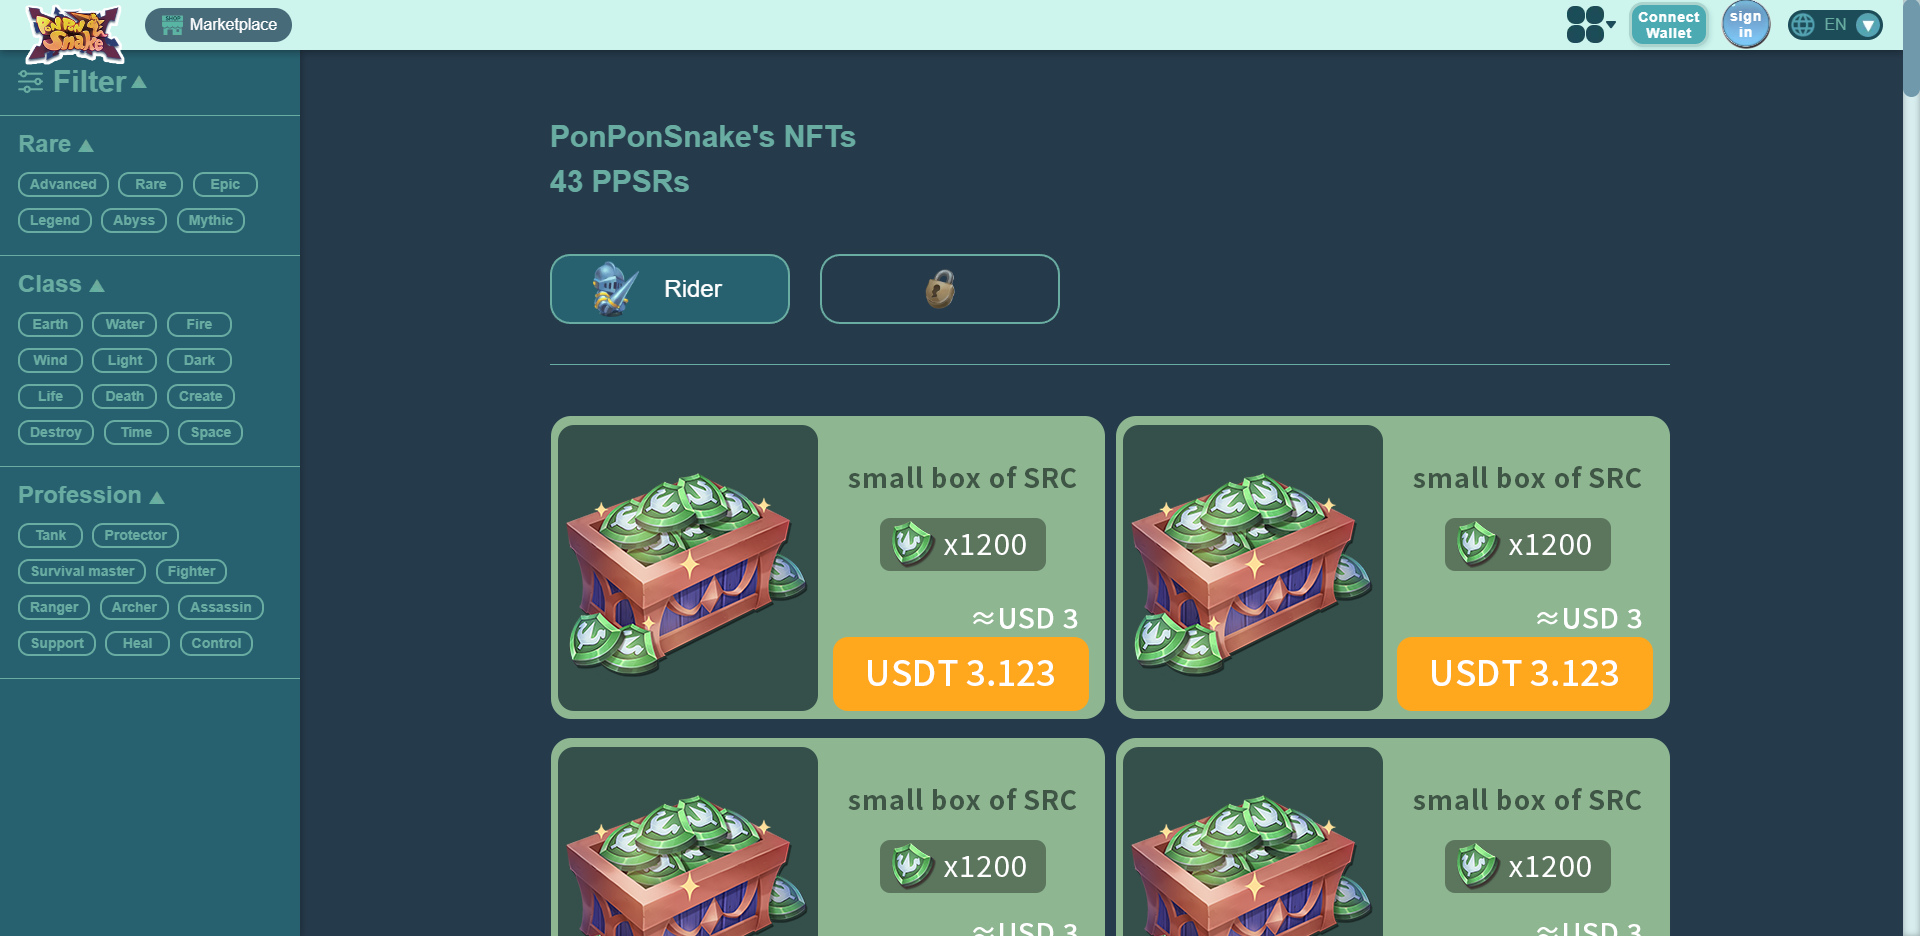 PONPON
Snake
SHOP
Marketplace
Connect
Wallet
sign
in
EN
Filter
Rare
Advanced
Rare
Epic
Legend
Abyss
Mythic
Class
Earth
Water
Fire
Wind
Light
Dark
Life
Death
Create
Destroy
Time
Space
Profession
Tank
Protector
Survival master
Fighter
Ranger
Archer
Assassin
Support
Heal
Control
PonPonSnake's NFTs
43 PPSRs
Rider
small box of SRC
x1200
≈USD 3
USDT 3.123
small box of SRC
x1200
≈USD 3
USDT 3.123
small box of SRC
x1200
≈USD 3
small box of SRC
x1200
≈USD 3